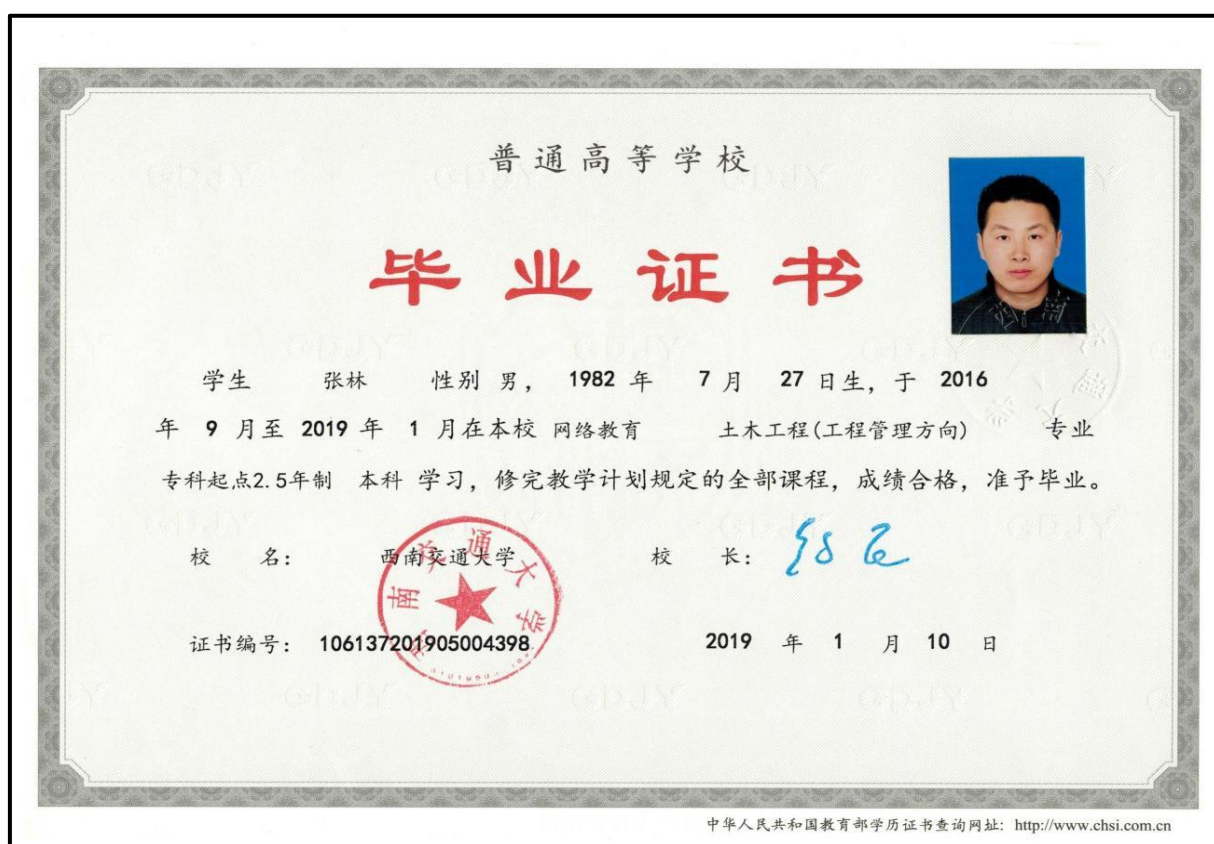 普通高等学校
毕业证书
学生 张林 性别 男，1982 年 7 月 27 日生，于 2016
年 9 月至 2019 年 1 月在本校 网络教育 土木工程(工程管理方向) 专业
专科起点2.5年制 本科 学习，修完教学计划规定的全部课程，成绩合格，准予毕业。
校 名： 西南交通大学 校 长：
西南交通大学
证书编号： 106137201905004398 2019 年 1 月 10 日
中华人民共和国教育部学历证书查询网址：http://www.chsi.com.cn